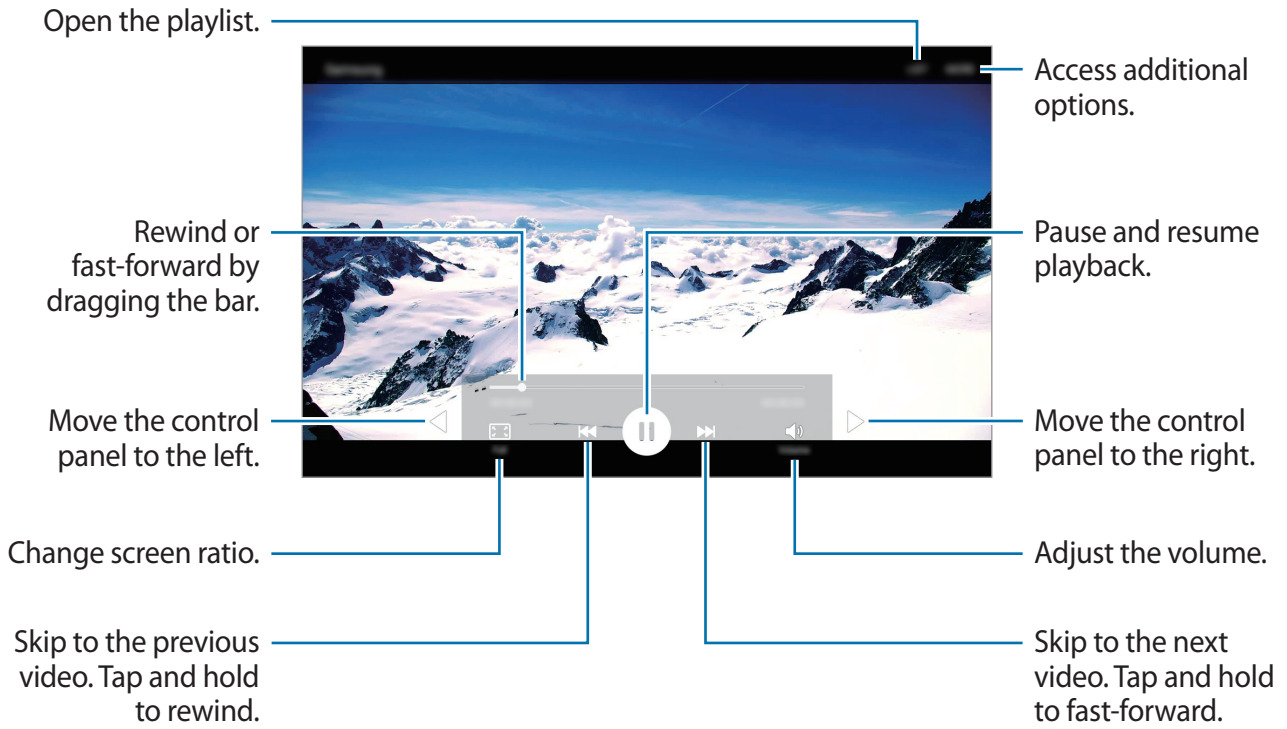 Open the playlist.
Access additional
options.
Rewind or
fast-forward by
dragging the bar.
Pause and resume
playback.
Move the control
panel to the left.
Move the control
panel to the right.
Change screen ratio.
Adjust the volume.
Skip to the previous
video. Tap and hold
to rewind.
Skip to the next
video. Tap and hold
to fast-forward.
Samsung